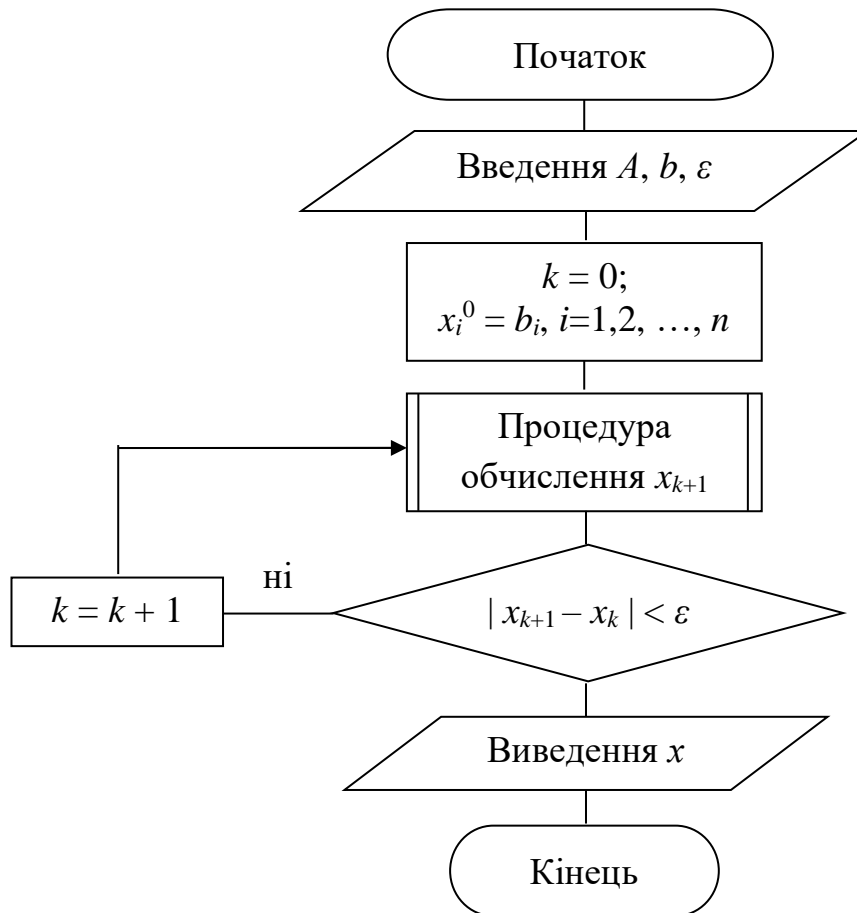 Початок
Введення A, b, ε
k = 0;
xᵢ⁰ = bᵢ, i=1,2, …, n
Процедура
обчислення xₖ₊₁
ні
k = k + 1
| xₖ₊₁ – xₖ | < ε
Виведення x
Кінець